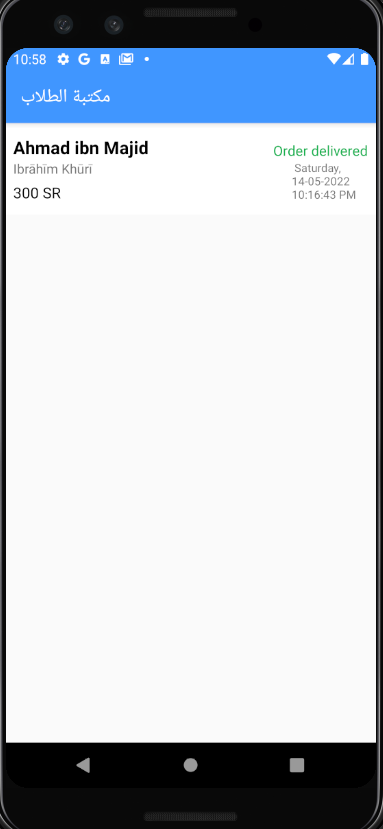 10:58
مكتبة الطلاب
Ahmad ibn Majid
Order delivered
Ibrāhīm Khūrī
Saturday,
14-05-2022
10:16:43 PM
300 SR